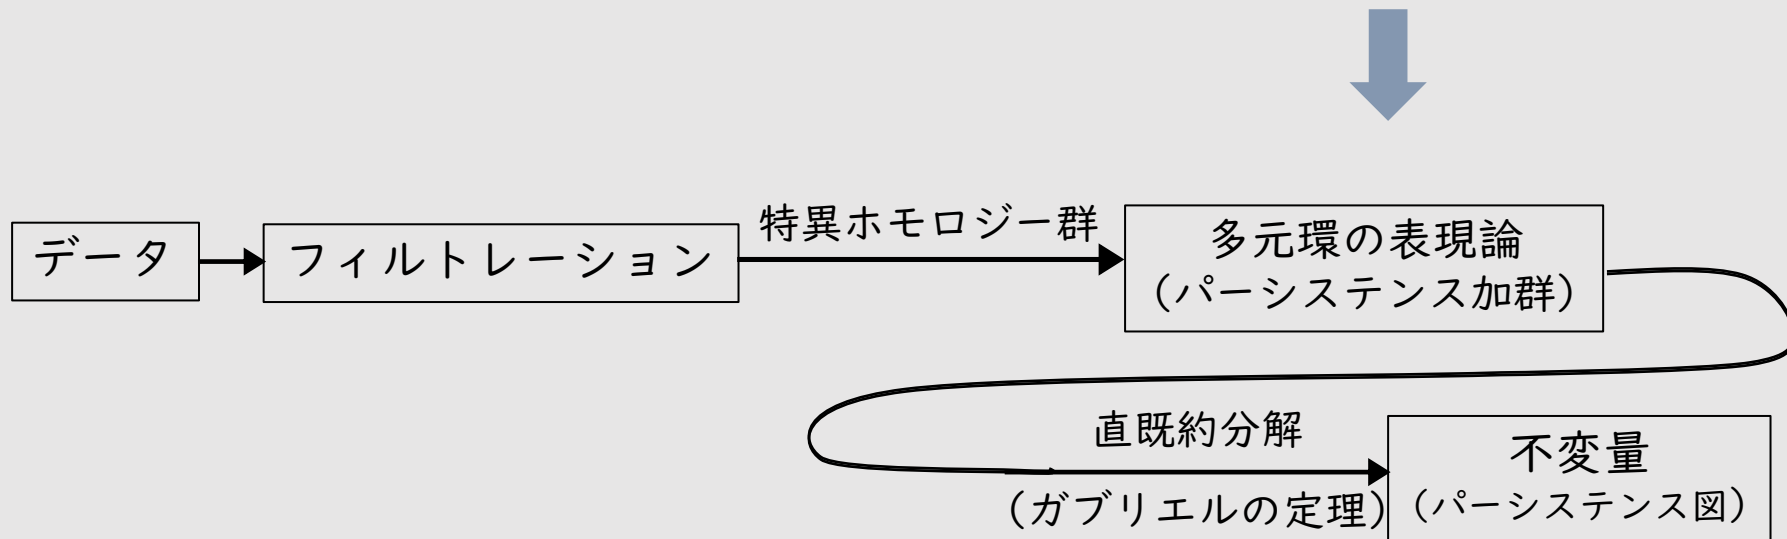 データ
フィルトレーション
特異ホモロジー群
多元環の表現論
（パーシステンス加群）
直既約分解
（ガブリエルの定理）
不変量
（パーシステンス図）